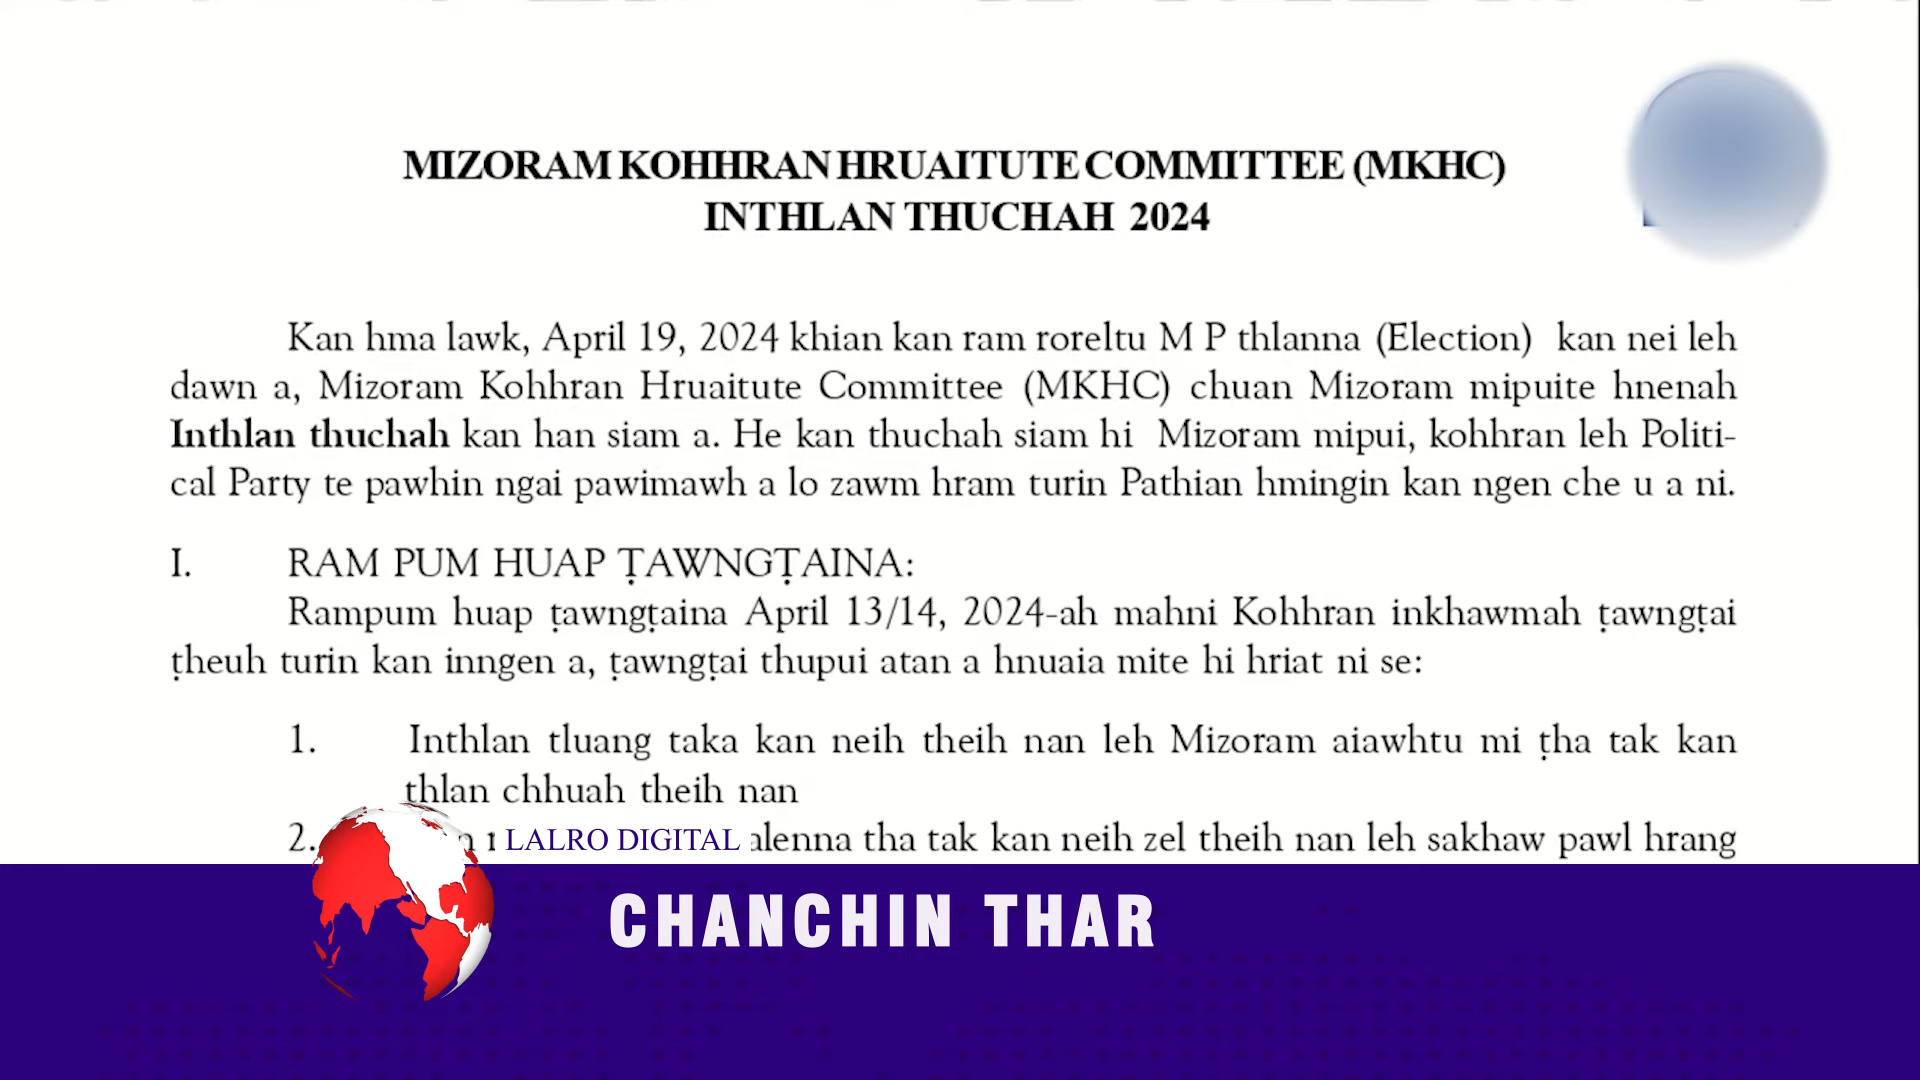 MIZORAM KOHHRAN HRUAITUTE COMMITTEE (MKHC)
INTHLAN THUCHAH 2024
Kan hma lawk, April 19, 2024 khian kan ram roreltu M P thlanna (Election) kan nei leh
dawn a, Mizoram Kohhran Hruaitute Committee (MKHC) chuan Mizoram mipuite hnenah
Inthlan thuchah kan han siam a. He kan thuchah siam hi Mizoram mipui, kohhran leh Politi-
cal Party te pawhin ngai pawimawh a lo zawm hram turin Pathian hmingin kan ngen che u a ni.
I. RAM PUM HUAP ṬAWNGṬAINA:
Rampum huap ṭawngṭaina April 13/14, 2024-ah mahni Kohhran inkhawmah ṭawngṭai
ṭheuh turin kan inngen a, ṭawngṭai thupui atan a hnuaia mite hi hriat ni se:
1. Inthlan tluang taka kan neih theih nan leh Mizoram aiawhtu mi ṭha tak kan
thlan chhuah theih nan
2. tha tak kan neih zel theih nan leh sakhaw pawl hrang
LALRO DIGITAL
CHANCHIN THAR